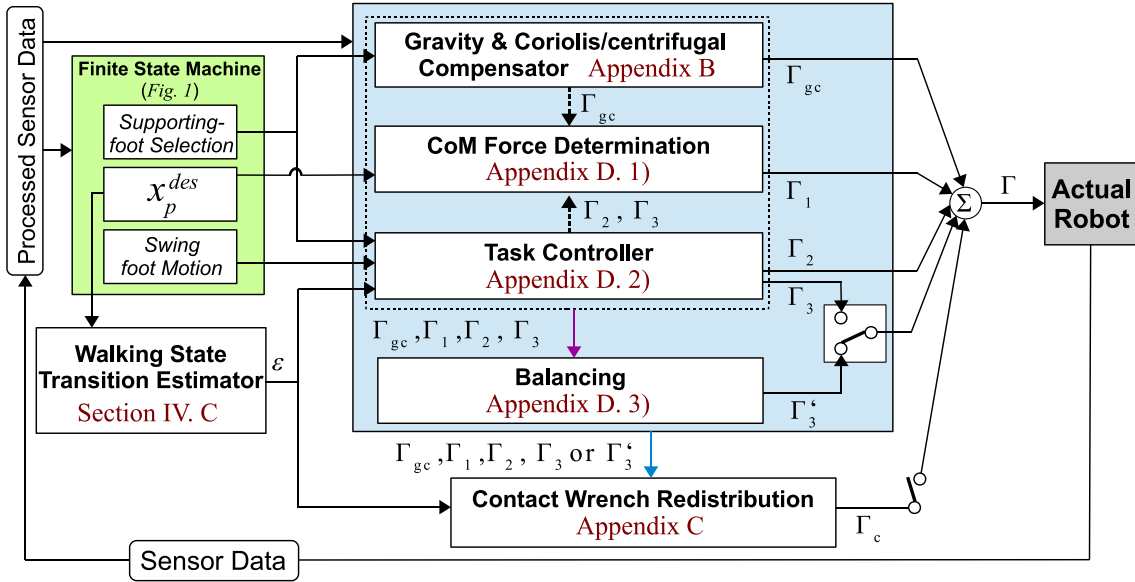 Processed Sensor Data
Finite State Machine
(Fig. 1)
Supporting-
foot Selection
x_p^{des}
Swing
foot Motion
Walking State
Transition Estimator
Section IV. C
ε
Gravity & Coriolis/centrifugal
Compensator Appendix B
Γ_gc
Γ_gc
CoM Force Determination
Appendix D. 1)
Γ_1
Γ_2 , Γ_3
Task Controller
Appendix D. 2)
Γ_2
Γ_3
Γ_gc ,Γ_1 ,Γ_2 , Γ_3
Balancing
Appendix D. 3)
Γ_3‘
Γ_gc ,Γ_1 ,Γ_2 , Γ_3 or Γ_3‘
Contact Wrench Redistribution
Appendix C
Γ_c
Σ
Γ
Actual
Robot
Sensor Data